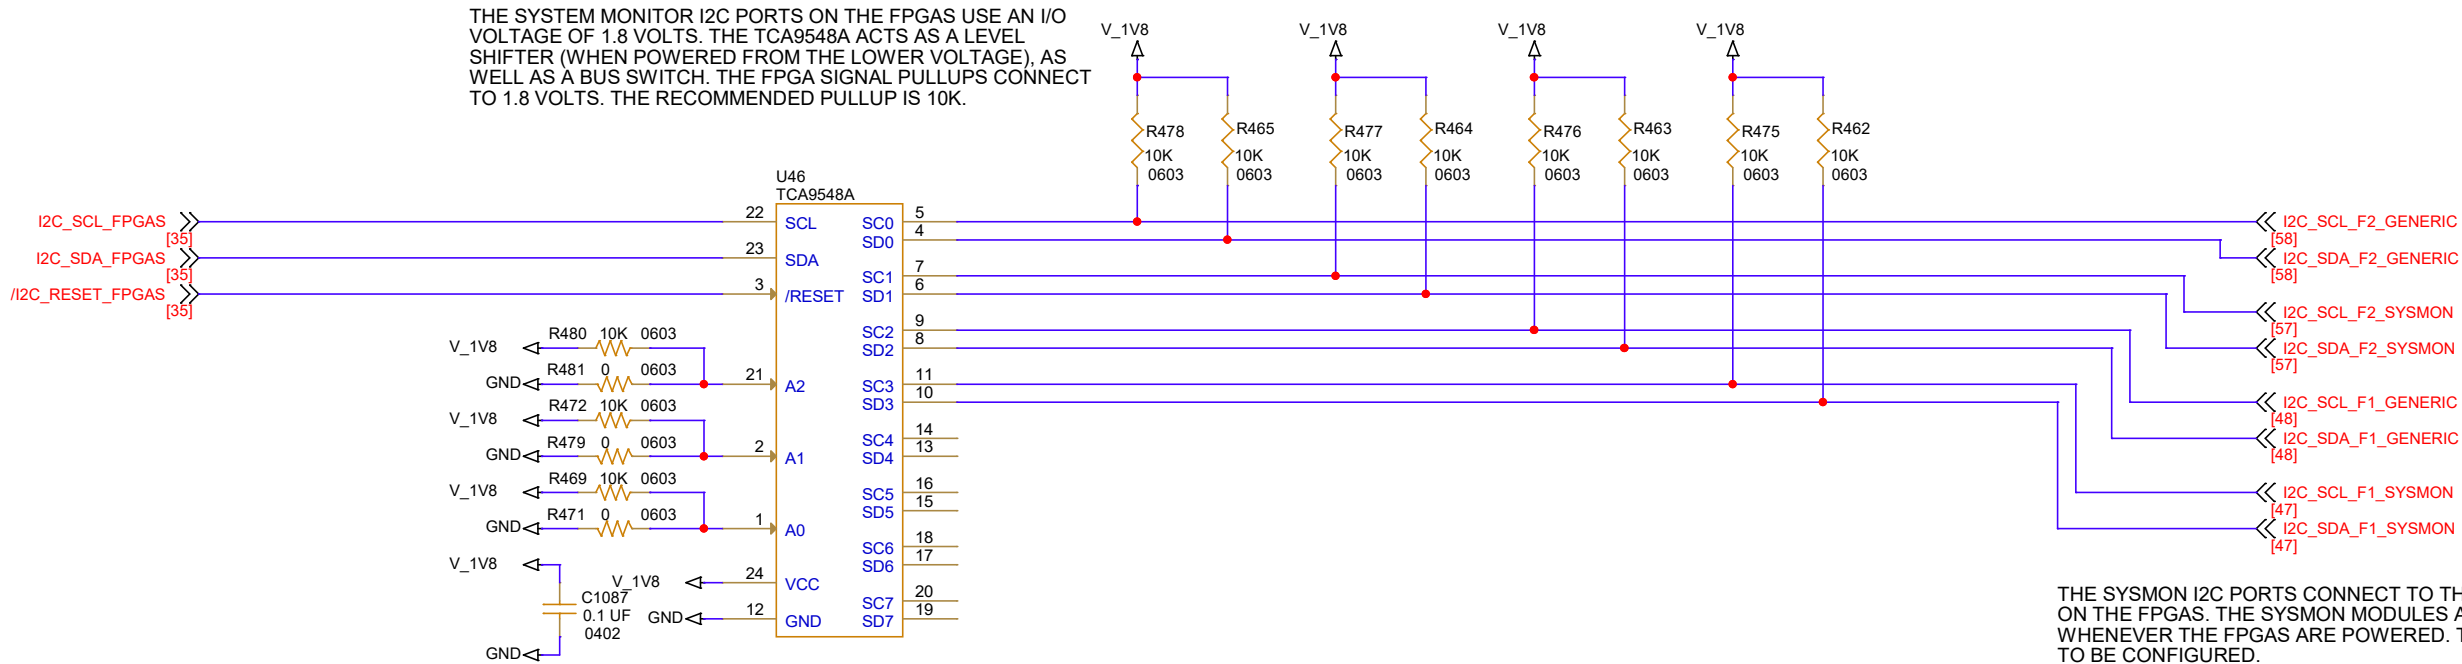 THE SYSTEM MONITOR I2C PORTS ON THE FPGAS USE AN I/O
VOLTAGE OF 1.8 VOLTS. THE TCA9548A ACTS AS A LEVEL
SHIFTER (WHEN POWERED FROM THE LOWER VOLTAGE), AS
WELL AS A BUS SWITCH. THE FPGA SIGNAL PULLUPS CONNECT
TO 1.8 VOLTS. THE RECOMMENDED PULLUP IS 10K.
V_1V8 V_1V8 V_1V8 V_1V8
R478 R465 R477 R464 R476 R463 R475 R462
10K 10K 10K 10K 10K 10K 10K 10K
0603 0603 0603 0603 0603 0603 0603 0603
U46
TCA9548A
I2C_SCL_FPGAS
[35]
I2C_SDA_FPGAS
[35]
/I2C_RESET_FPGAS
[35]
22 SCL
23 SDA
3 /RESET
V_1V8 R480 10K 0603
GND R481 0 0603
21 A2
V_1V8 R472 10K 0603
GND R479 0 0603
2 A1
V_1V8 R469 10K 0603
GND R471 0 0603
1 A0
V_1V8
C1087
0.1 UF
0402
GND
V_1V8 24 VCC
GND 12 GND
SC0 5
SD0 4
SC1 7
SD1 6
SC2 9
SD2 8
SC3 11
SD3 10
SC4 14
SD4 13
SC5 16
SD5 15
SC6 18
SD6 17
SC7 20
SD7 19
I2C_SCL_F2_GENERIC
[58]
I2C_SDA_F2_GENERIC
[58]
I2C_SCL_F2_SYSMON
[57]
I2C_SDA_F2_SYSMON
[57]
I2C_SCL_F1_GENERIC
[48]
I2C_SDA_F1_GENERIC
[48]
I2C_SCL_F1_SYSMON
[47]
I2C_SDA_F1_SYSMON
[47]
THE SYSMON I2C PORTS CONNECT TO TH
ON THE FPGAS. THE SYSMON MODULES A
WHENEVER THE FPGAS ARE POWERED. T
TO BE CONFIGURED.